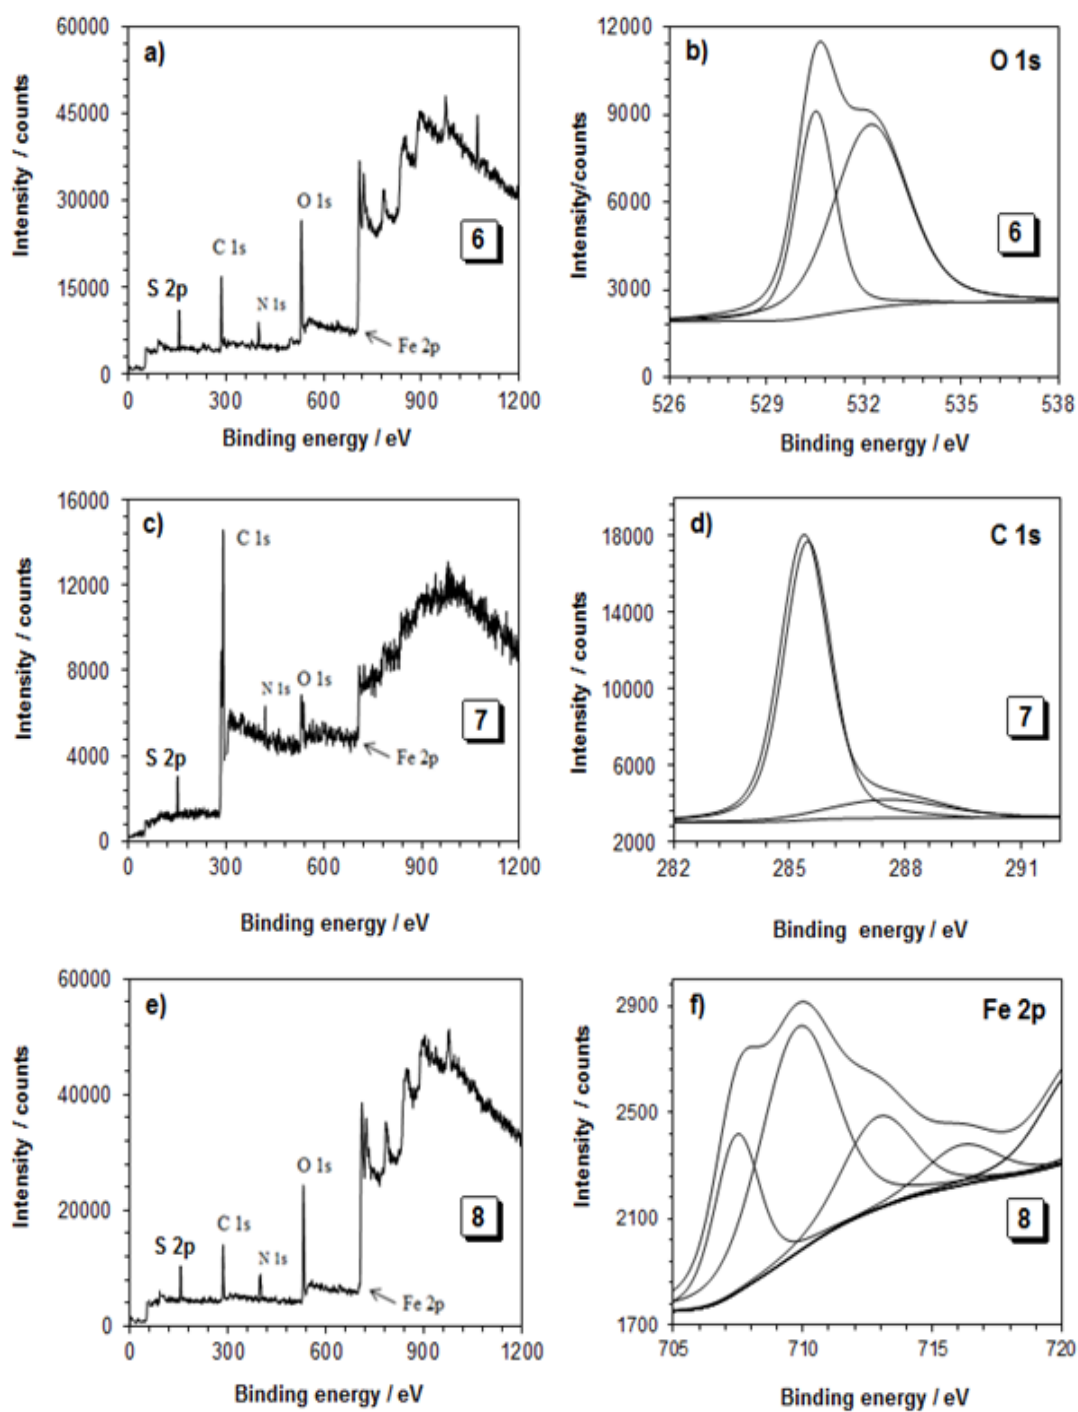 a)
60000
45000
30000
15000
0
Intensity / counts
S 2p
C 1s
N 1s
O 1s
Fe 2p
6
0 300 600 900 1200
Binding energy / eV
b)
O 1s
12000
9000
6000
3000
0
Intensity/counts
6
526 529 532 535 538
Binding energy / eV
c)
16000
12000
8000
4000
0
Intensity / counts
C 1s
N 1s
O 1s
S 2p
Fe 2p
7
0 300 600 900 1200
Binding energy / eV
d)
C 1s
18000
14000
10000
6000
2000
Intensity / counts
7
282 285 288 291
Binding energy / eV
e)
60000
40000
20000
0
Intensity / counts
S 2p
C 1s
N 1s
O 1s
Fe 2p
8
0 300 600 900 1200
Binding energy / eV
f)
Fe 2p
2900
2500
2100
1700
Intensity / counts
8
705 710 715 720
Binding energy / eV